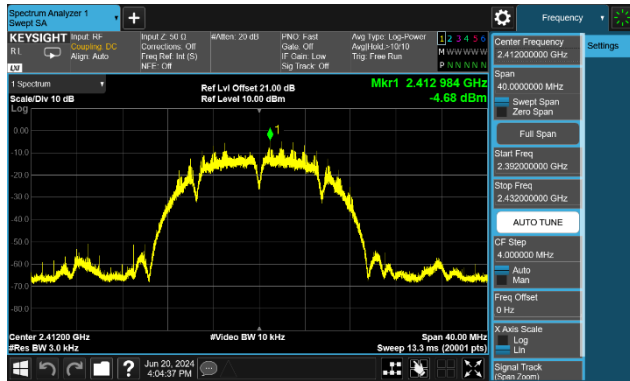 Spectrum Analyzer 1
Swept SA
Frequency
KEYSIGHT
RL
LXI
Input: RF
Coupling: DC
Align: Auto
Input Z: 50 Ω
Corrections: Off
Freq Ref: Int (S)
NFE: Off
#Atten: 20 dB
PNO: Fast
Gate: Off
IF Gain: Low
Sig Track: Off
Avg Type: Log-Power
Avg|Hold:>10/10
Trig: Free Run
1 2 3 4 5 6
M W W W W W
P N N N N N
Settings
1 Spectrum
Scale/Div 10 dB
Ref Lvl Offset 21.00 dB
Ref Level 10.00 dBm
Mkr1 2.412 984 GHz
-4.68 dBm
Log
0.00
-10.0
-20.0
-30.0
-40.0
-50.0
-60.0
-70.0
-80.0
1
Center 2.41200 GHz
#Res BW 3.0 kHz
#Video BW 10 kHz
Span 40.00 MHz
Sweep 13.3 ms (20001 pts)
Center Frequency
2.412000000 GHz
Span
40.0000000 MHz
Swept Span
Zero Span
Full Span
Start Freq
2.392000000 GHz
Stop Freq
2.432000000 GHz
AUTO TUNE
CF Step
4.000000 MHz
Auto
Man
Freq Offset
0 Hz
X Axis Scale
Log
Lin
Signal Track
(Span Zoom)
?
Jun 20, 2024
4:04:37 PM